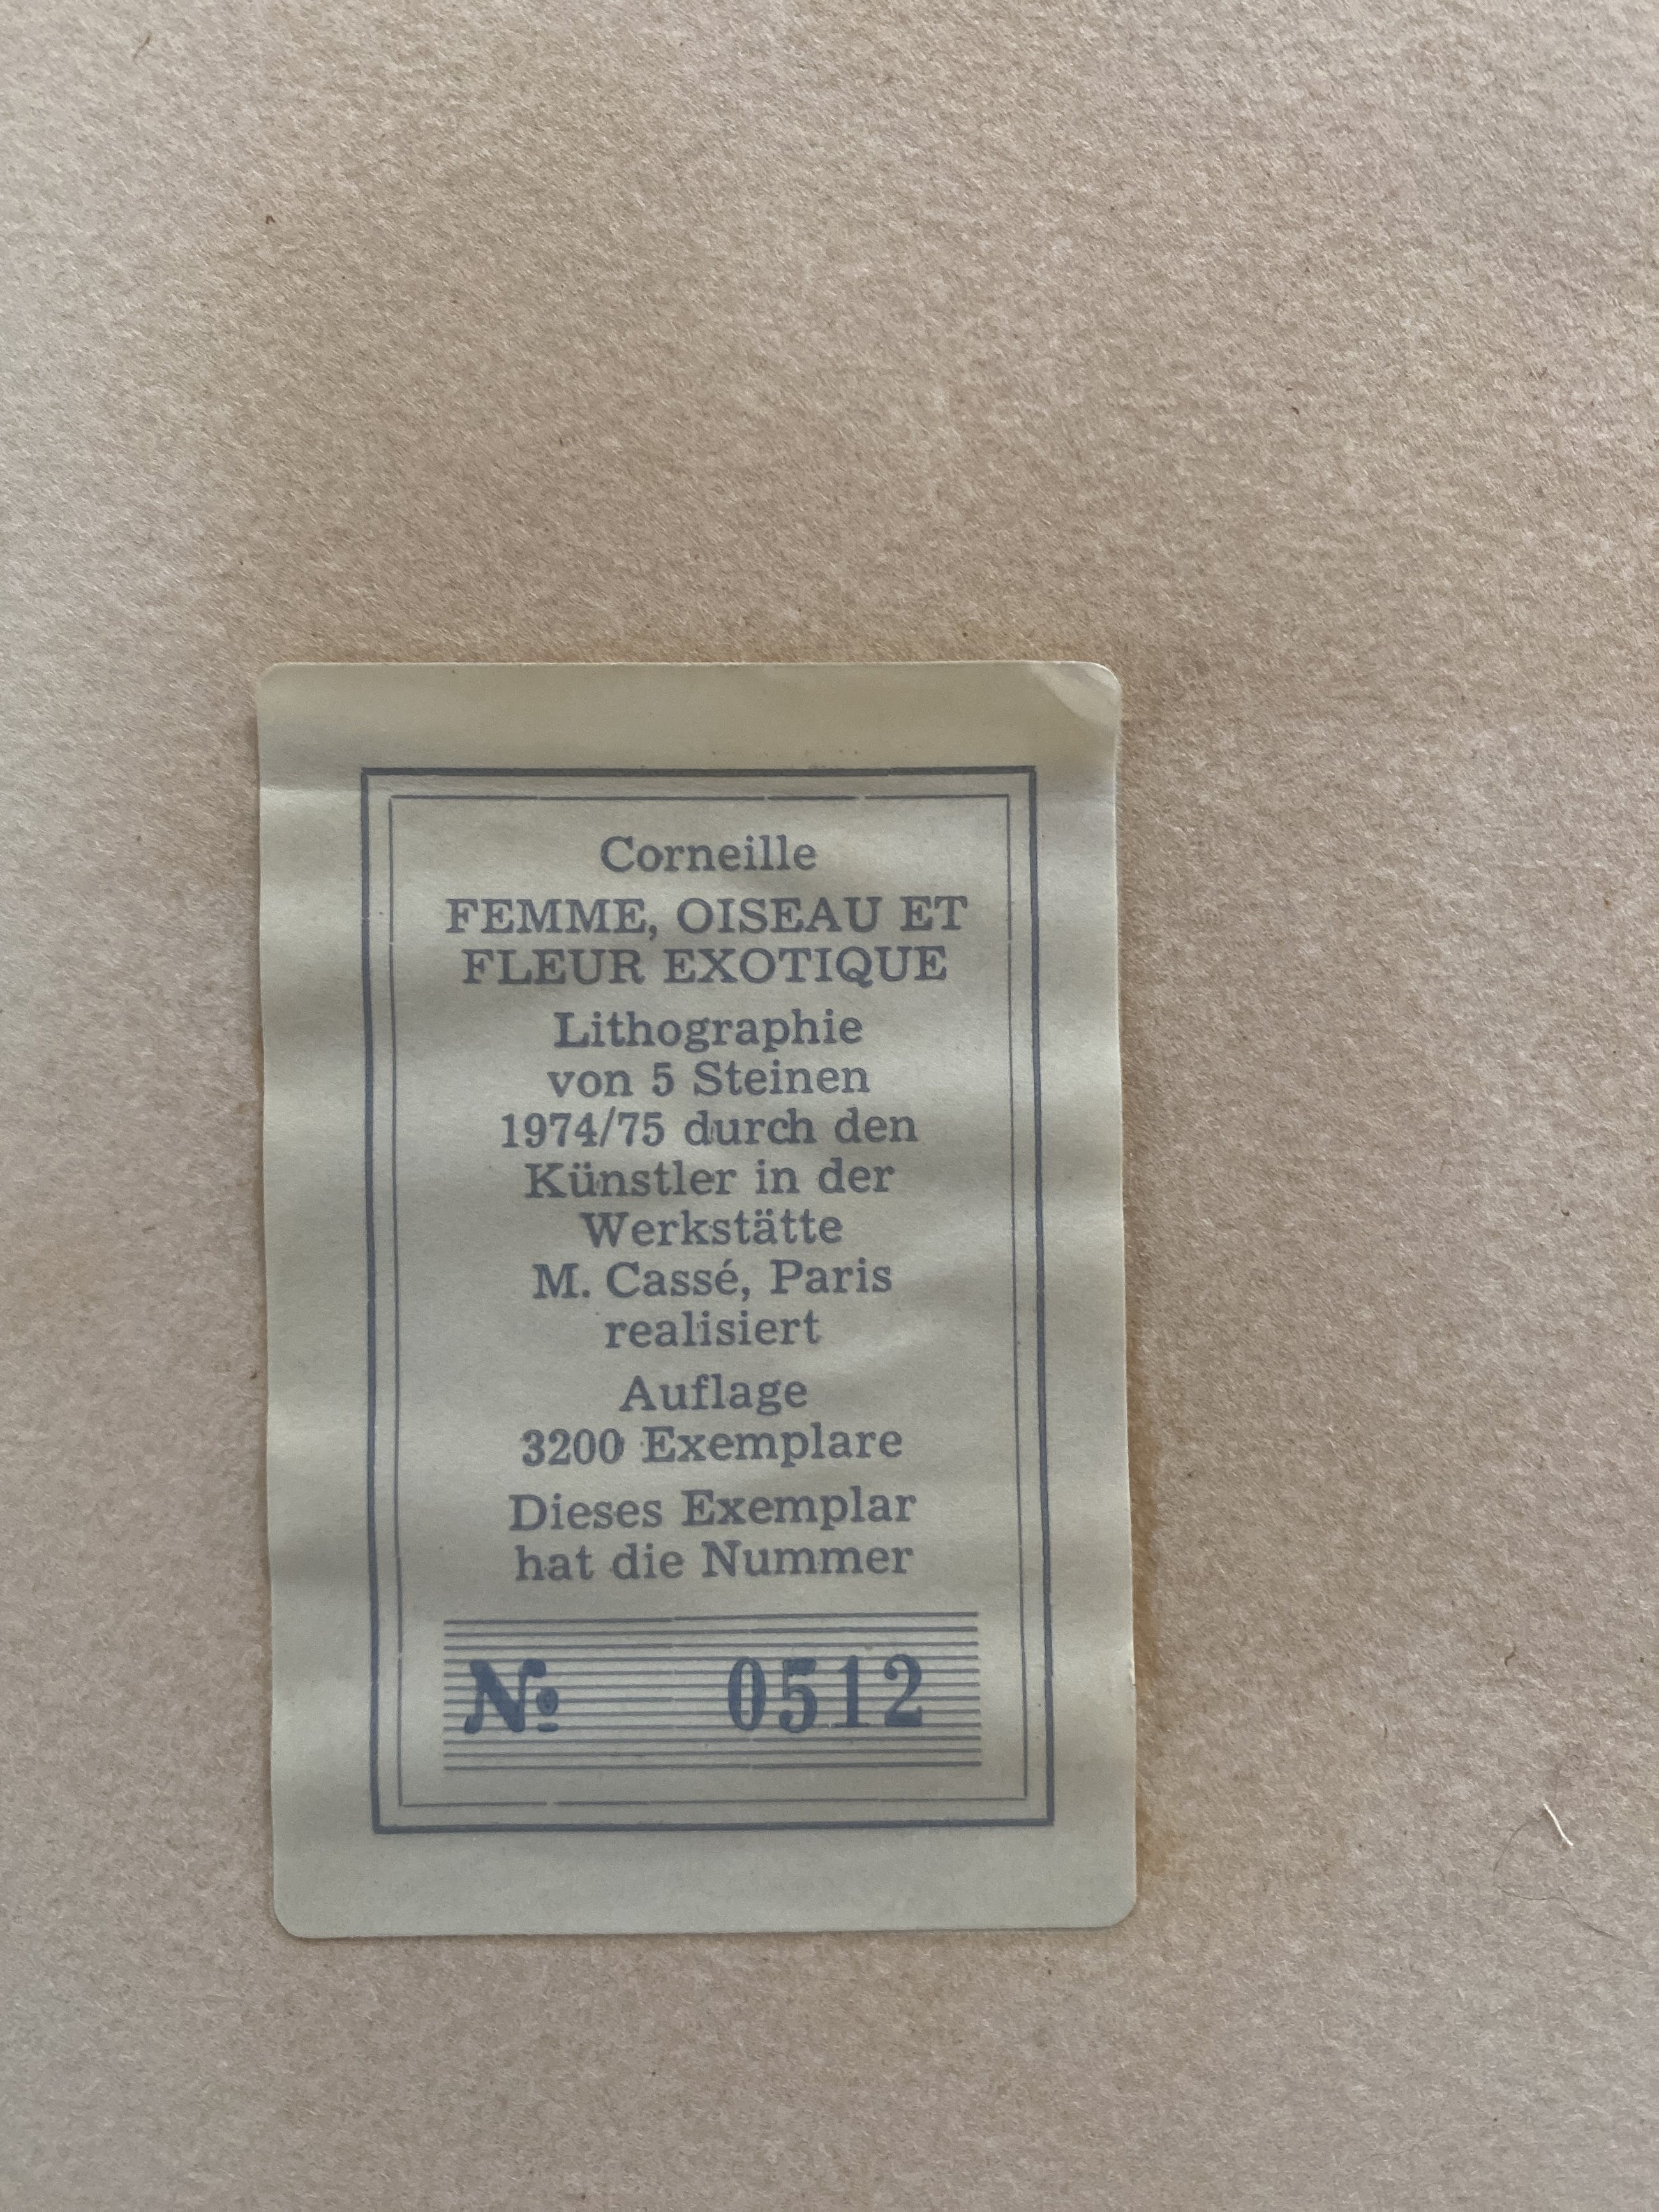 Corneille
FEMME, OISEAU ET
FLEUR EXOTIQUE
Lithographie
von 5 Steinen
1974/75 durch den
Künstler in der
Werkstätte
M. Cassé, Paris
realisiert
Auflage
3200 Exemplare
Dieses Exemplar
hat die Nummer
№ 0512